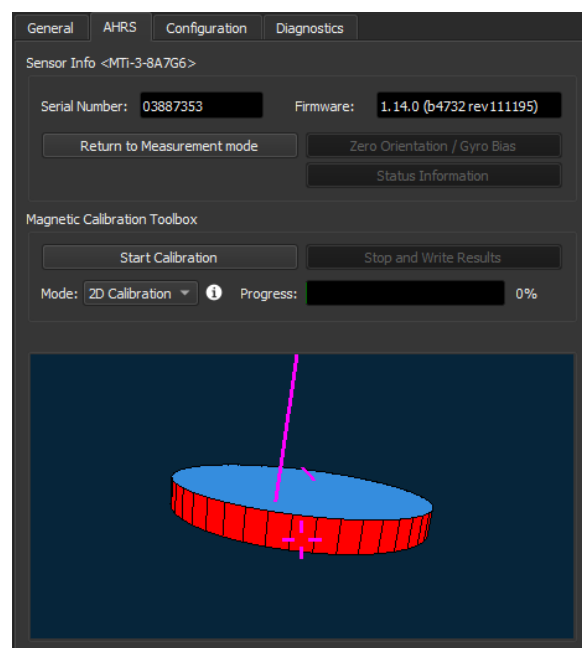 General AHRS Configuration Diagnostics
Sensor Info <MTi-3-8A7G6>
Serial Number: 03887353 Firmware: 1.14.0 (b4732 rev111195)
Return to Measurement mode Zero Orientation / Gyro Bias
Status Information
Magnetic Calibration Toolbox
Start Calibration Stop and Write Results
Mode: 2D Calibration i Progress: 0%